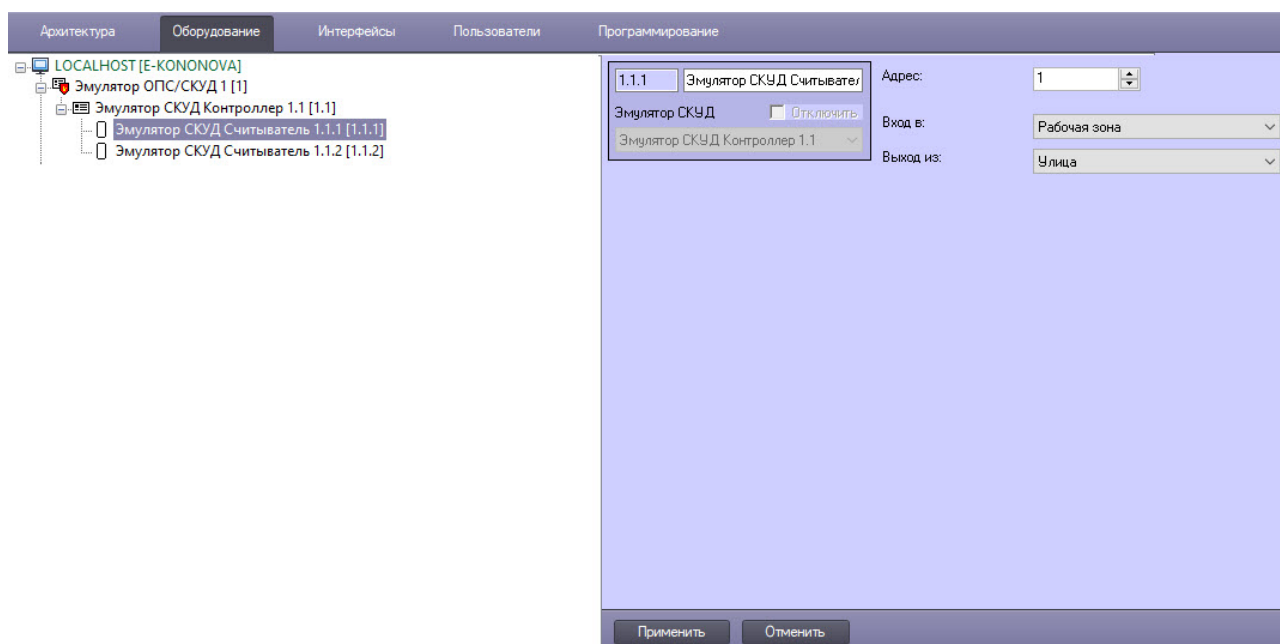 Архитектура Оборудование Интерфейсы Пользователи Программирование
LOCALHOST [E-KONONOVA]
Эмулятор ОПС/СКУД 1 [1]
Эмулятор СКУД Контроллер 1.1 [1.1]
Эмулятор СКУД Считыватель 1.1.1 [1.1.1]
Эмулятор СКУД Считыватель 1.1.2 [1.1.2]
1.1.1 Эмулятор СКУД Считывател
Эмулятор СКУД Отключить
Эмулятор СКУД Контроллер 1.1
Адрес: 1
Вход в: Рабочая зона
Выход из: Улица
Применить Отменить